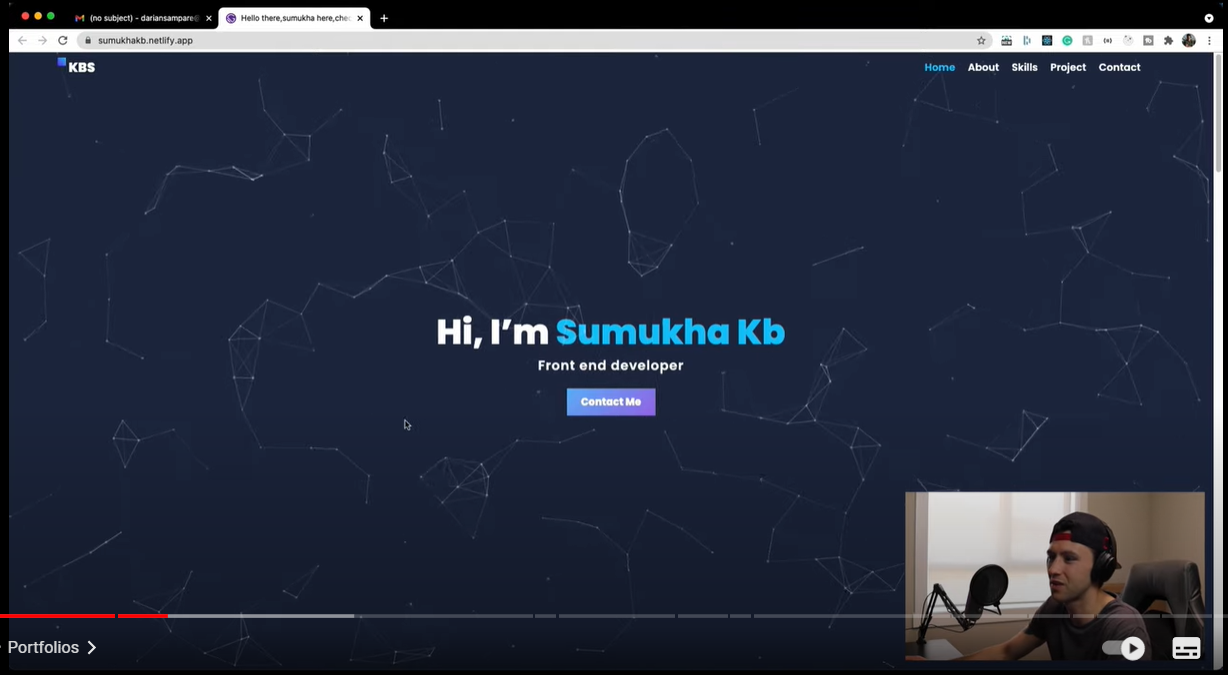 (no subject) - dariansampare@
Hello there,sumukha here,che
sumukhakb.netlify.app
KBS
Home About Skills Project Contact
Hi, I’m Sumukha Kb
Front end developer
Contact Me
Portfolios